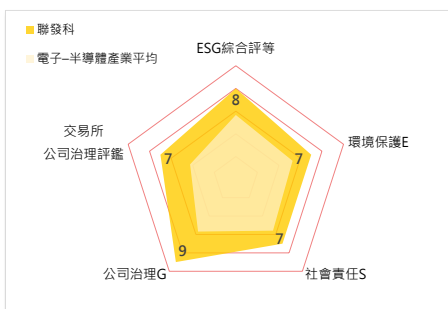 聯發科
電子–半導體產業平均
ESG綜合評等
8
交易所
公司治理評鑑
7
7
環境保護E
9
7
公司治理G
社會責任S